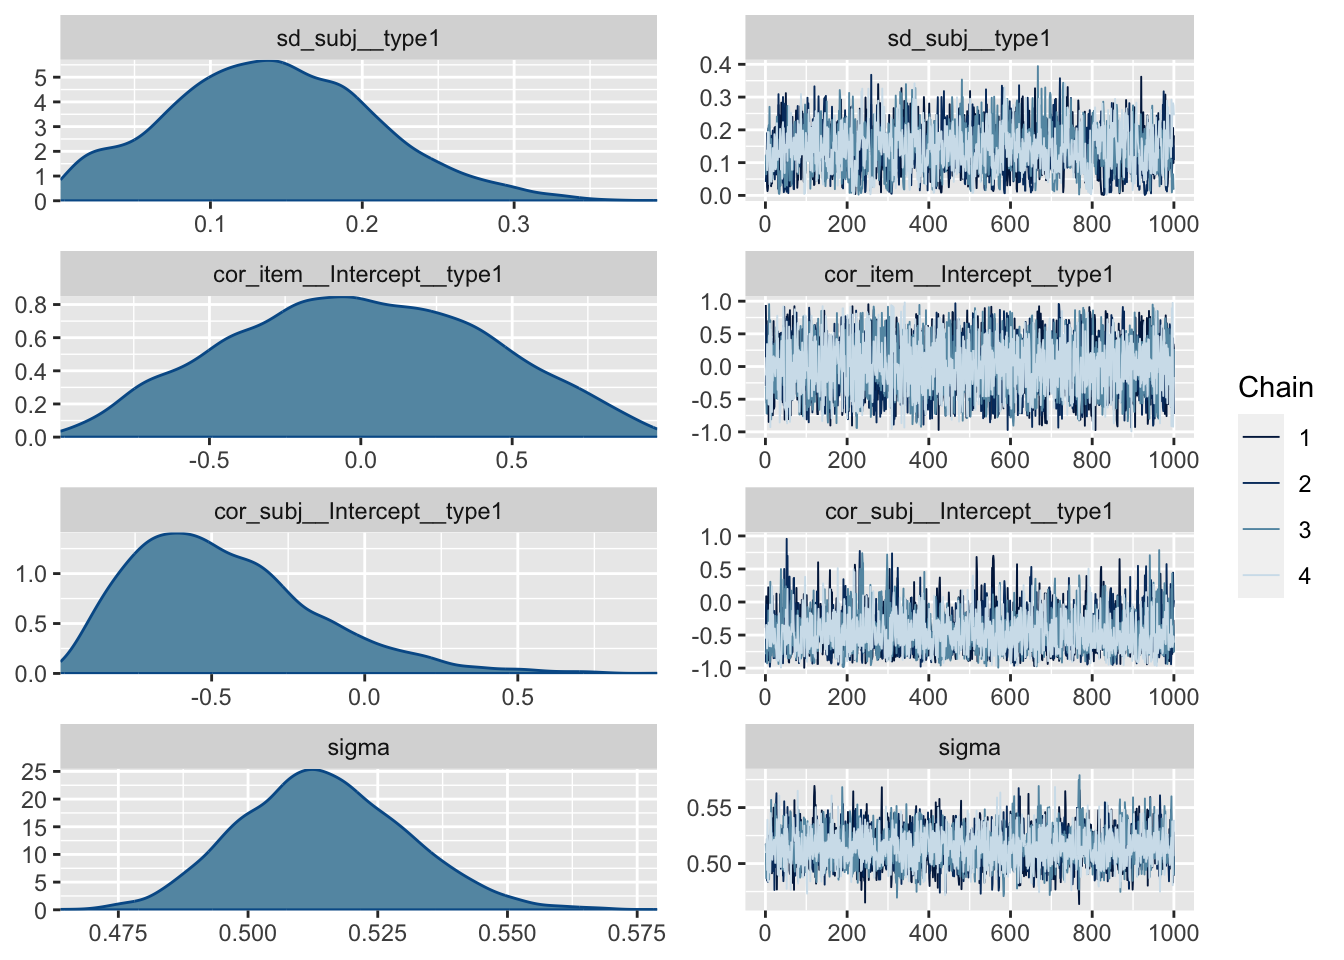 sd_subj__type1
sd_subj__type1
5
4
3
2
1
0
0.1 0.2 0.3
0.4
0.3
0.2
0.1
0.0
0 200 400 600 800 1000
cor_item__Intercept__type1
cor_item__Intercept__type1
0.8
0.6
0.4
0.2
0.0
-0.5 0.0 0.5
1.0
0.5
0.0
-0.5
-1.0
0 200 400 600 800 1000
cor_subj__Intercept__type1
cor_subj__Intercept__type1
1.0
0.5
0.0
-0.5 0.0 0.5
1.0
0.5
0.0
-0.5
-1.0
0 200 400 600 800 1000
sigma
sigma
25
20
15
10
5
0
0.475 0.500 0.525 0.550 0.575
0.55
0.50
0 200 400 600 800 1000
Chain
1
2
3
4